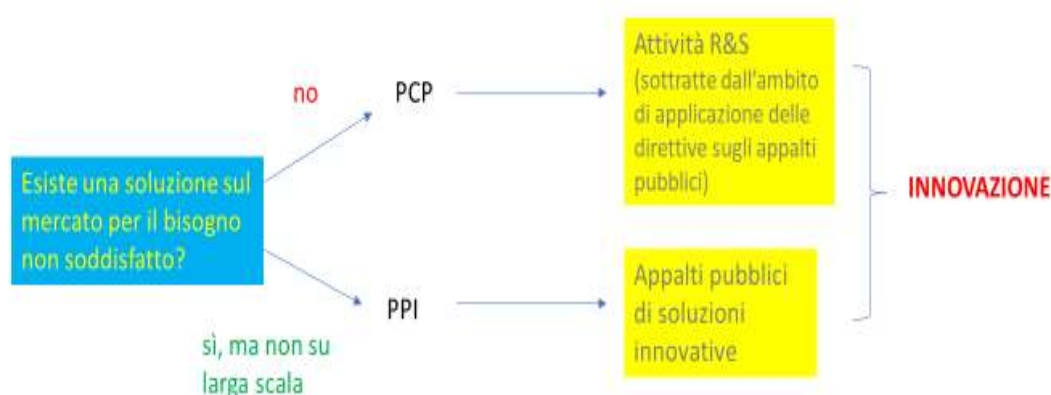 Esiste una soluzione sul
mercato per il bisogno
non soddisfatto?
no
PCP
Attività R&S
(sottratte dall'ambito
di applicazione delle
direttive sugli appalti
pubblici)
sì, ma non su
larga scala
PPI
Appalti pubblici
di soluzioni
innovative
INNOVAZIONE